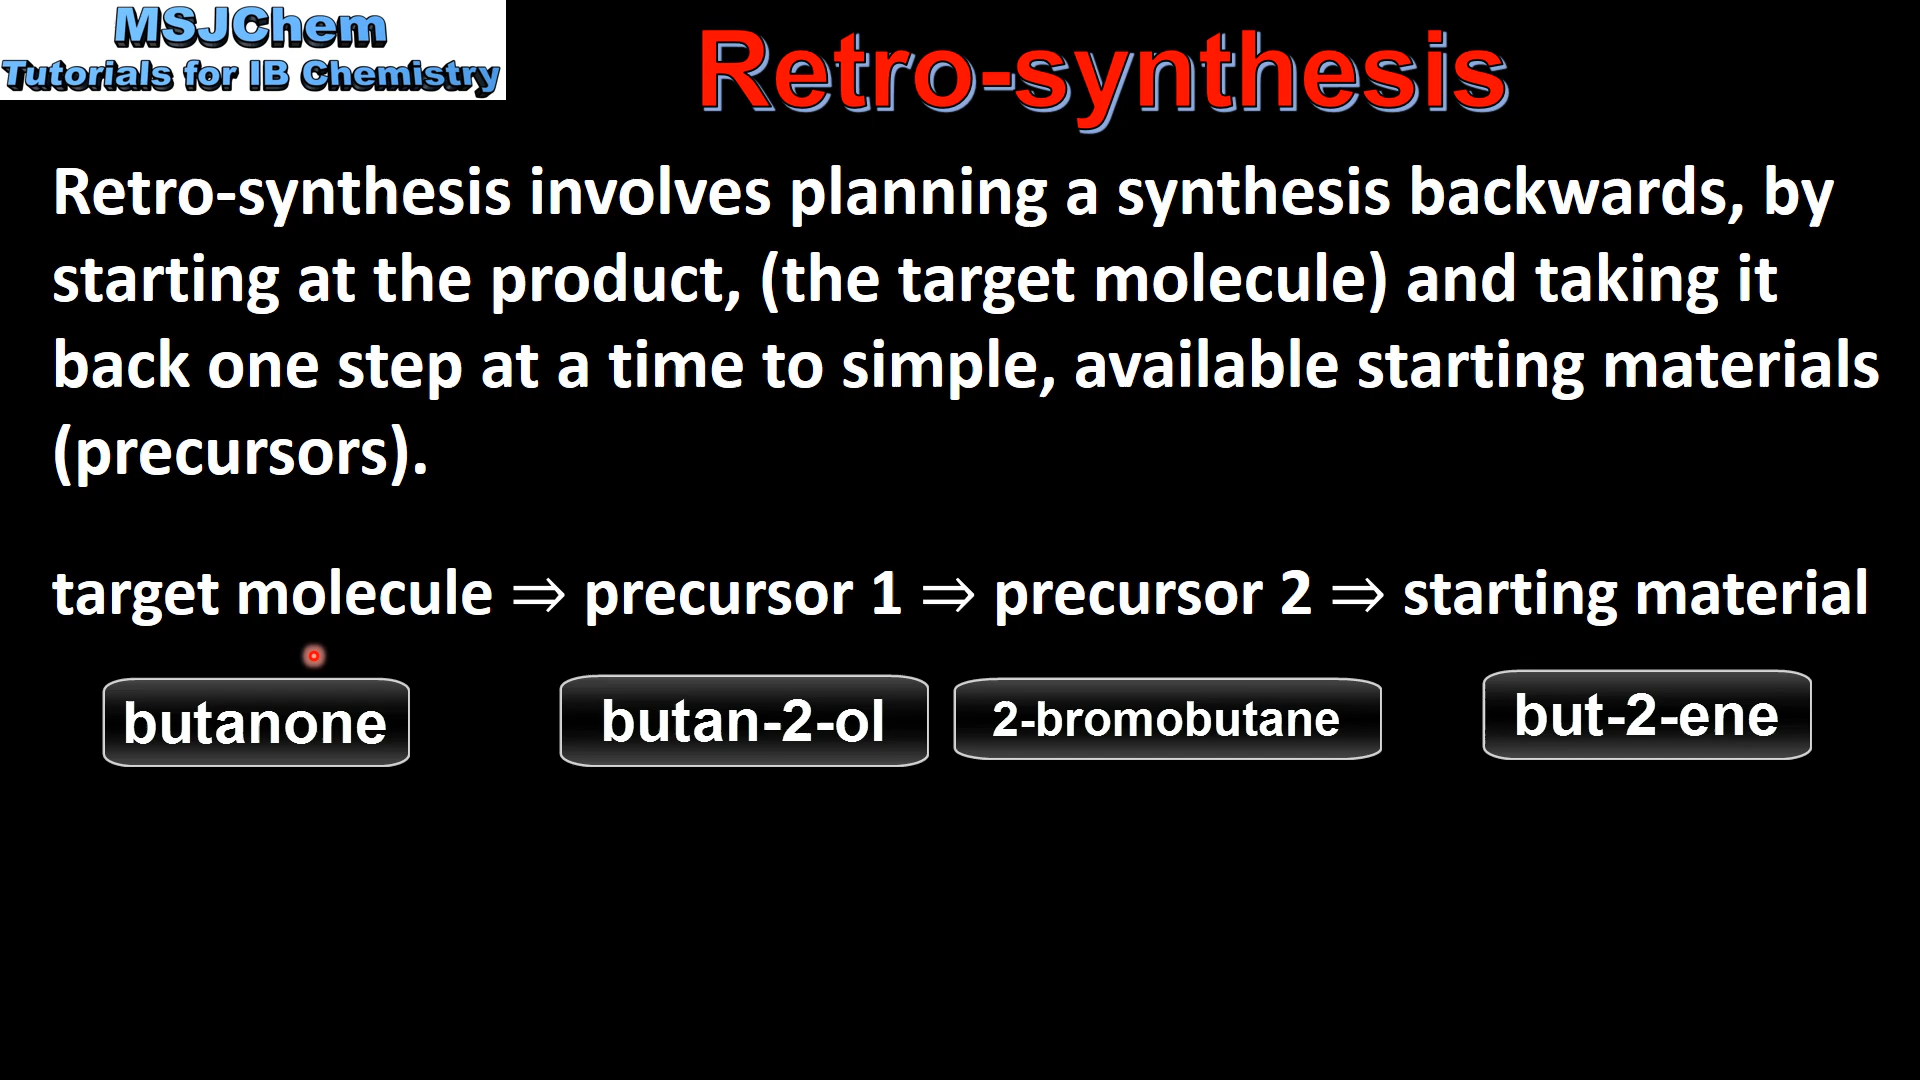 MSJChem
Tutorials for IB Chemistry
Retro-synthesis
Retro-synthesis involves planning a synthesis backwards, by
starting at the product, (the target molecule) and taking it
back one step at a time to simple, available starting materials
(precursors).
target molecule ⇒ precursor 1 ⇒ precursor 2 ⇒ starting material
butanone butan-2-ol 2-bromobutane but-2-ene